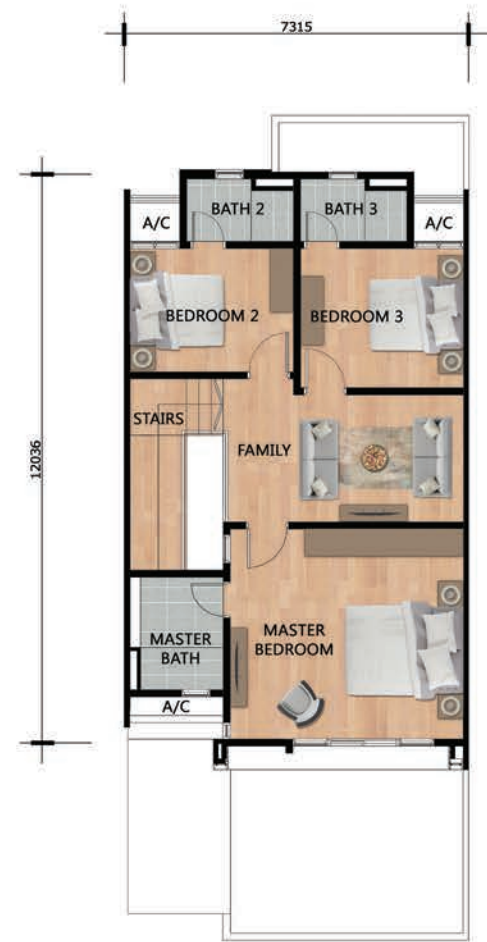 7315
12036
BATH 2
BATH 3
A/C
A/C
BEDROOM 2
BEDROOM 3
STAIRS
FAMILY
MASTER
BATH
MASTER
BEDROOM
A/C